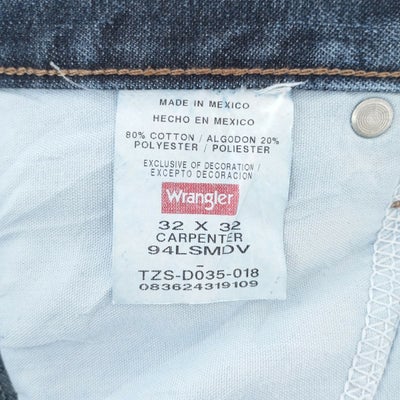 MADE IN MEXICO
HECHO EN MEXICO
80% COTTON / ALGODON 20%
POLYESTER / POLIESTER
EXCLUSIVE OF DECORATION /
EXCEPTO DECORACION
Wrangler
32 X 32
CARPENTER
94LSMDV
-
TZS-D035-018
083624319109